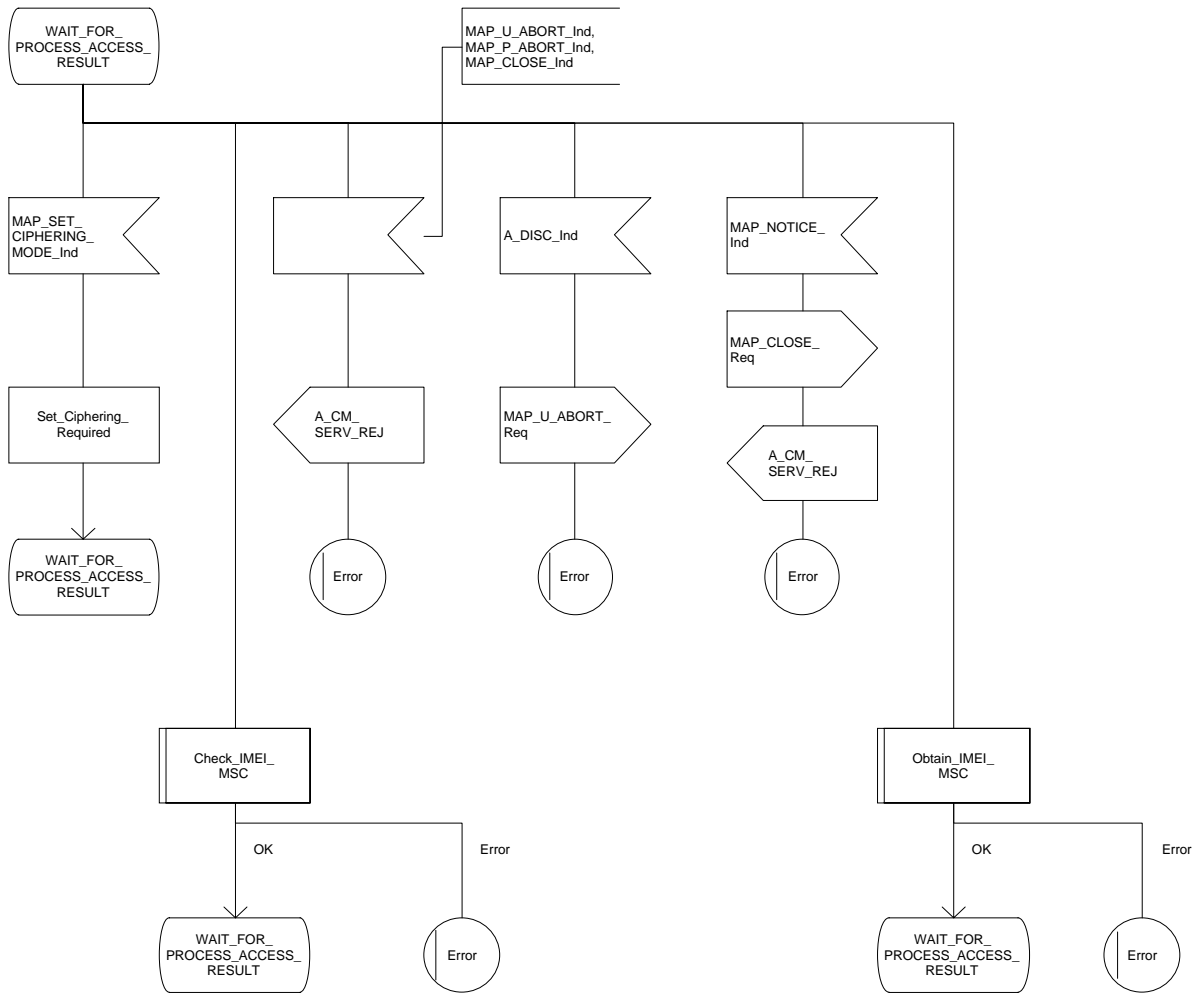 WAIT_FOR_
PROCESS_ACCESS_
RESULT
MAP_U_ABORT_Ind,
MAP_P_ABORT_Ind,
MAP_CLOSE_Ind
MAP_SET_
CIPHERING_
MODE_Ind
A_DISC_Ind
MAP_NOTICE_
Ind
MAP_CLOSE_
Req
Set_Ciphering_
Required
A_CM_
SERV_REJ
MAP_U_ABORT_
Req
A_CM_
SERV_REJ
WAIT_FOR_
PROCESS_ACCESS_
RESULT
Error
Error
Error
Check_IMEI_
MSC
Obtain_IMEI_
MSC
OK
Error
OK
Error
WAIT_FOR_
PROCESS_ACCESS_
RESULT
Error
WAIT_FOR_
PROCESS_ACCESS_
RESULT
Error